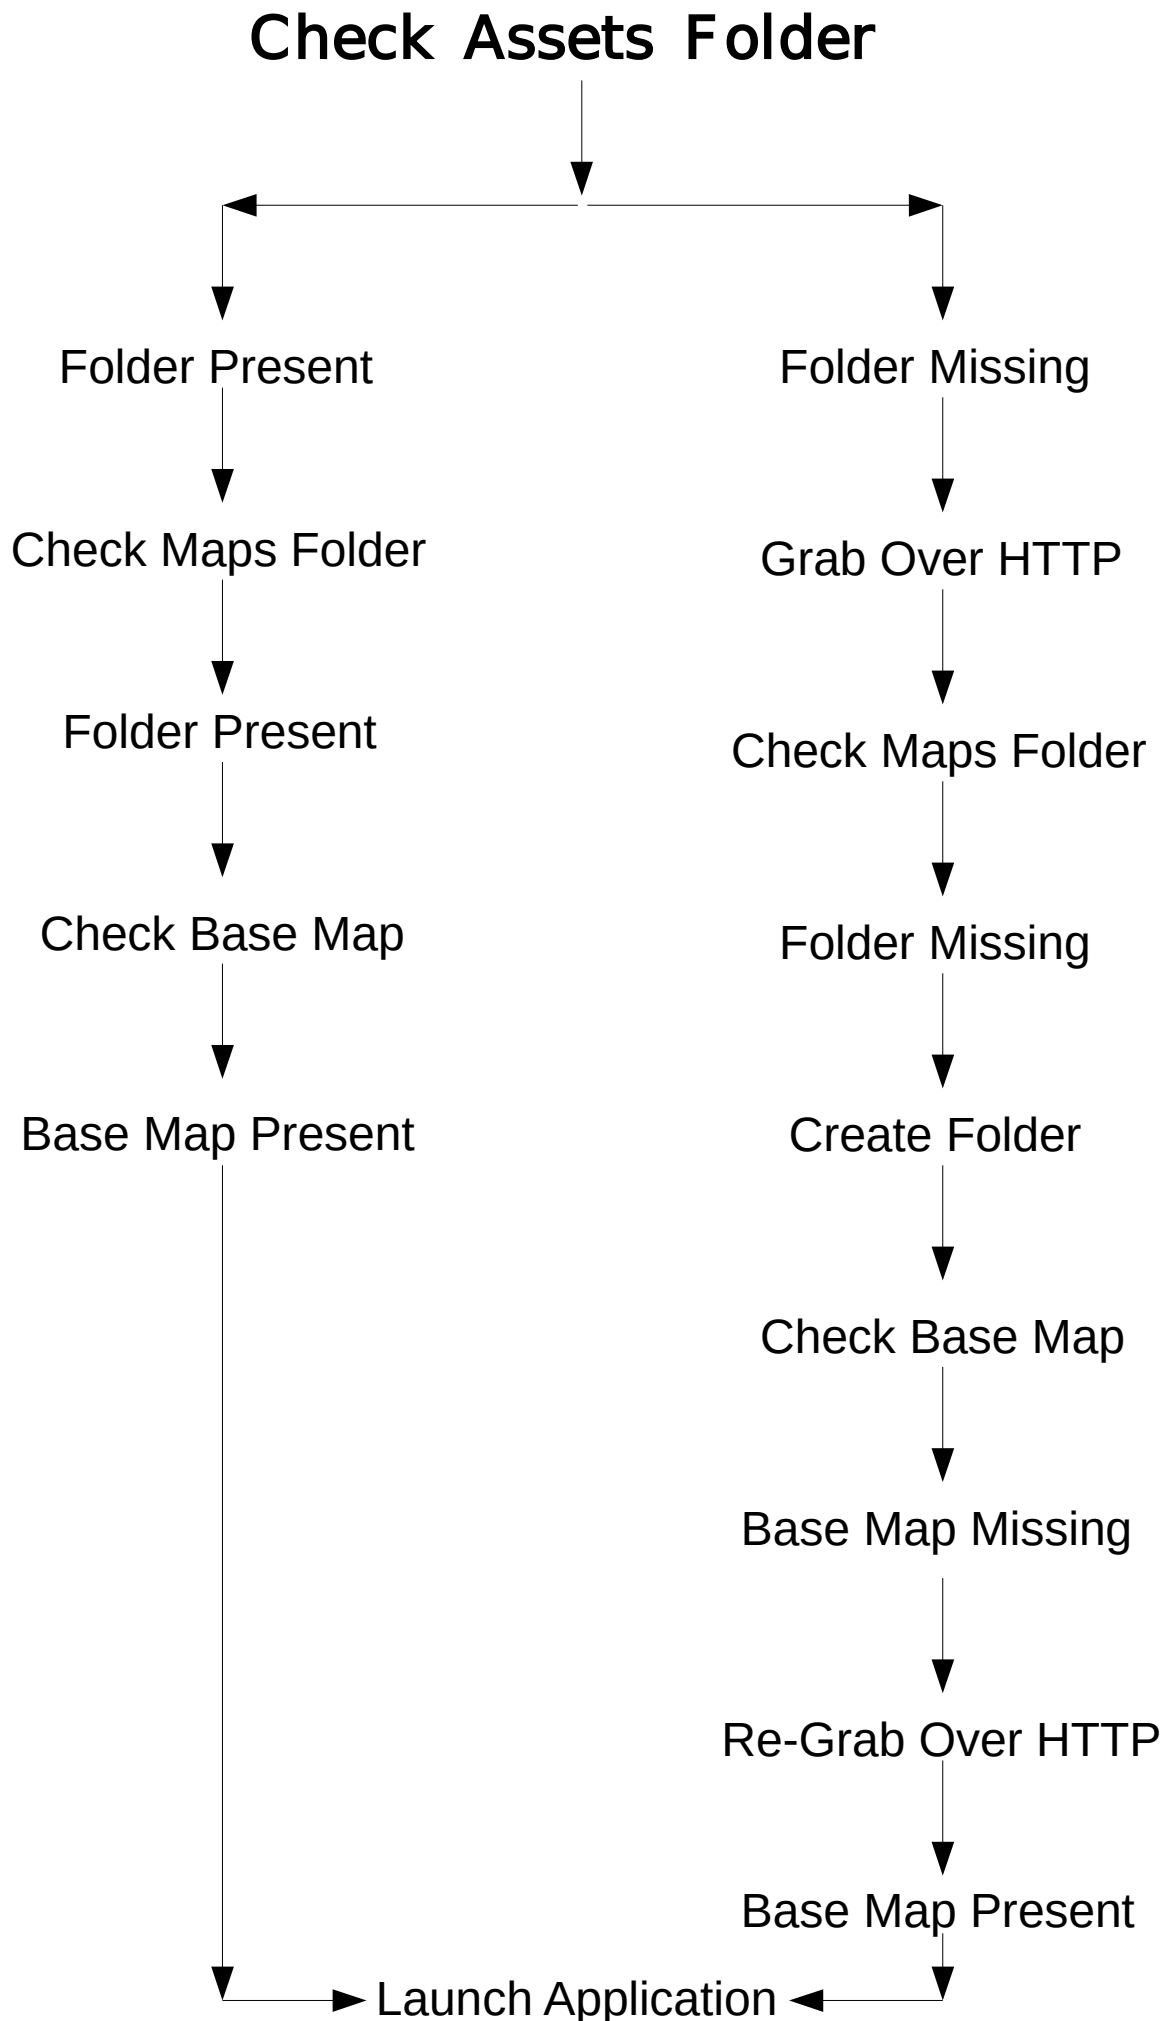 Check Assets Folder
Folder Present
Folder Missing
Check Maps Folder
Grab Over HTTP
Folder Present
Check Maps Folder
Check Base Map
Folder Missing
Base Map Present
Create Folder
Check Base Map
Base Map Missing
Re-Grab Over HTTP
Base Map Present
Launch Application